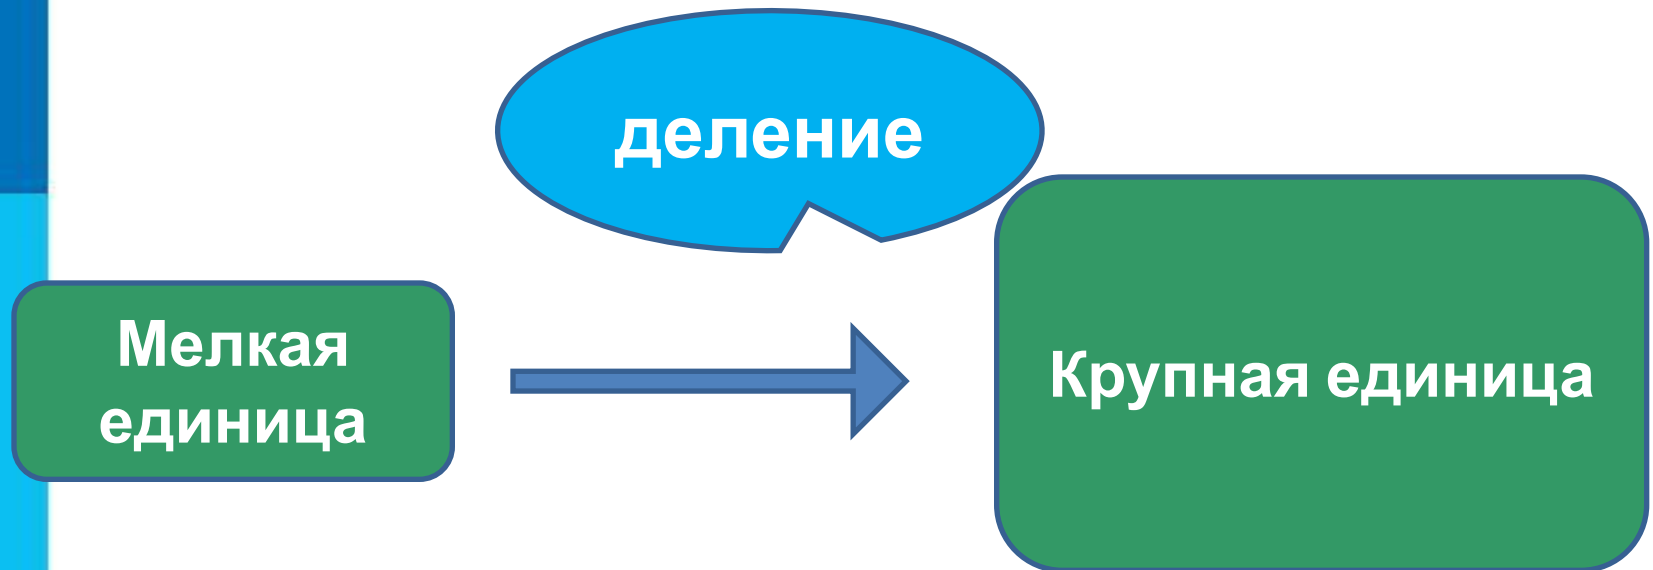 деление
Мелкая
единица
Крупная единица